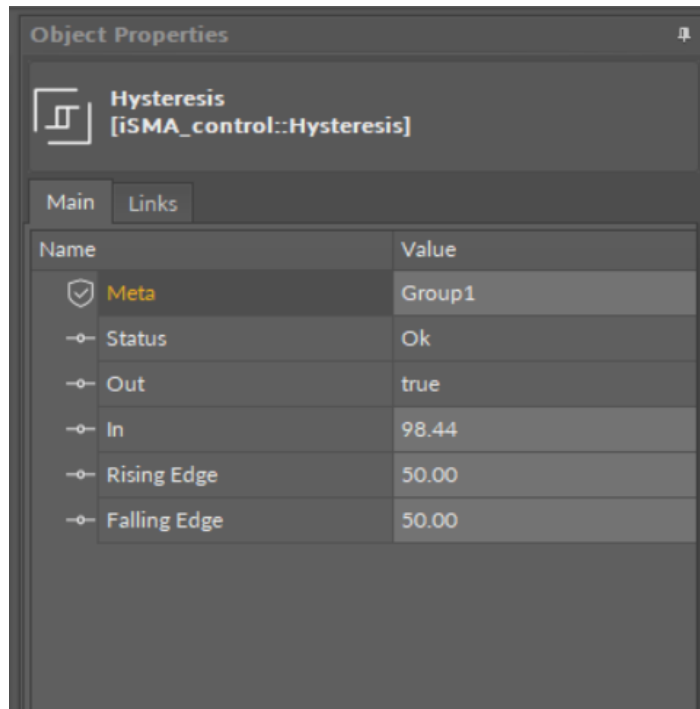 Object Properties
Hysteresis
[iSMA_control::Hysteresis]
Main Links
Name Value
Meta Group1
Status Ok
Out true
In 98.44
Rising Edge 50.00
Falling Edge 50.00